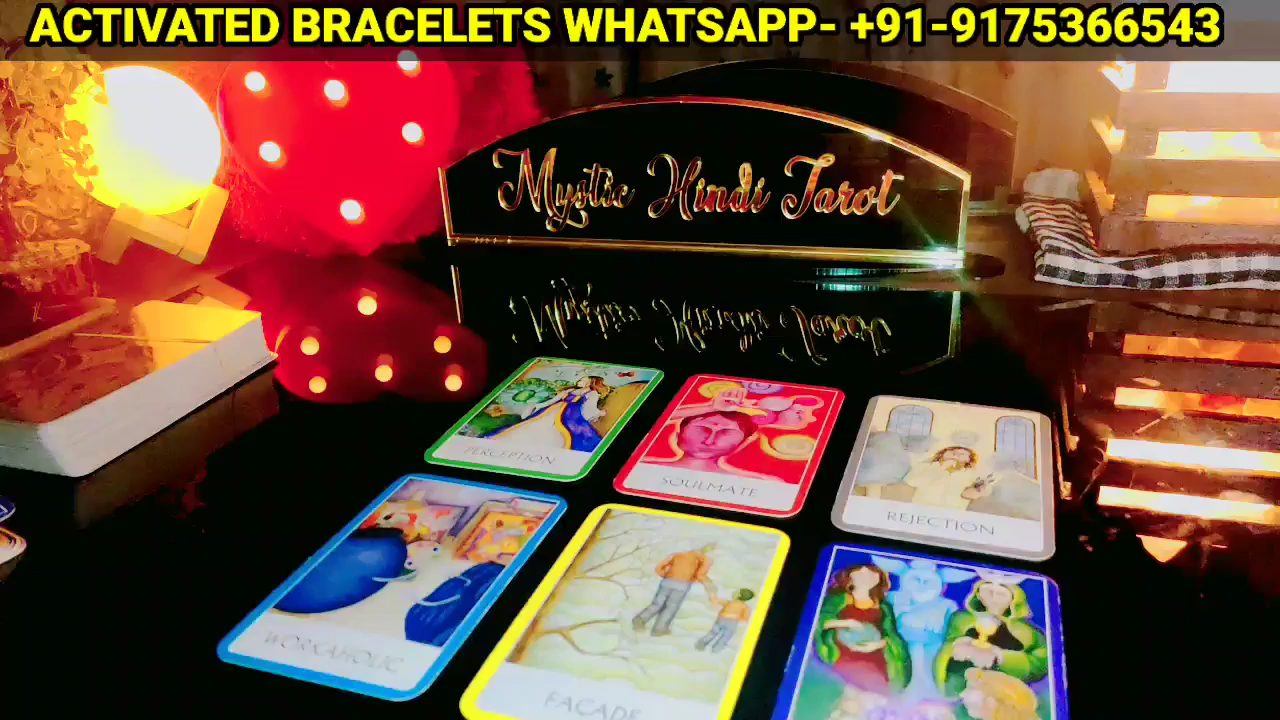 ACTIVATED BRACELETS WHATSAPP- +91-9175366543
Mystic Hindi Tarot
PERCEPTION
SOULMATE
REJECTION
WORKAHOLIC
FACADE